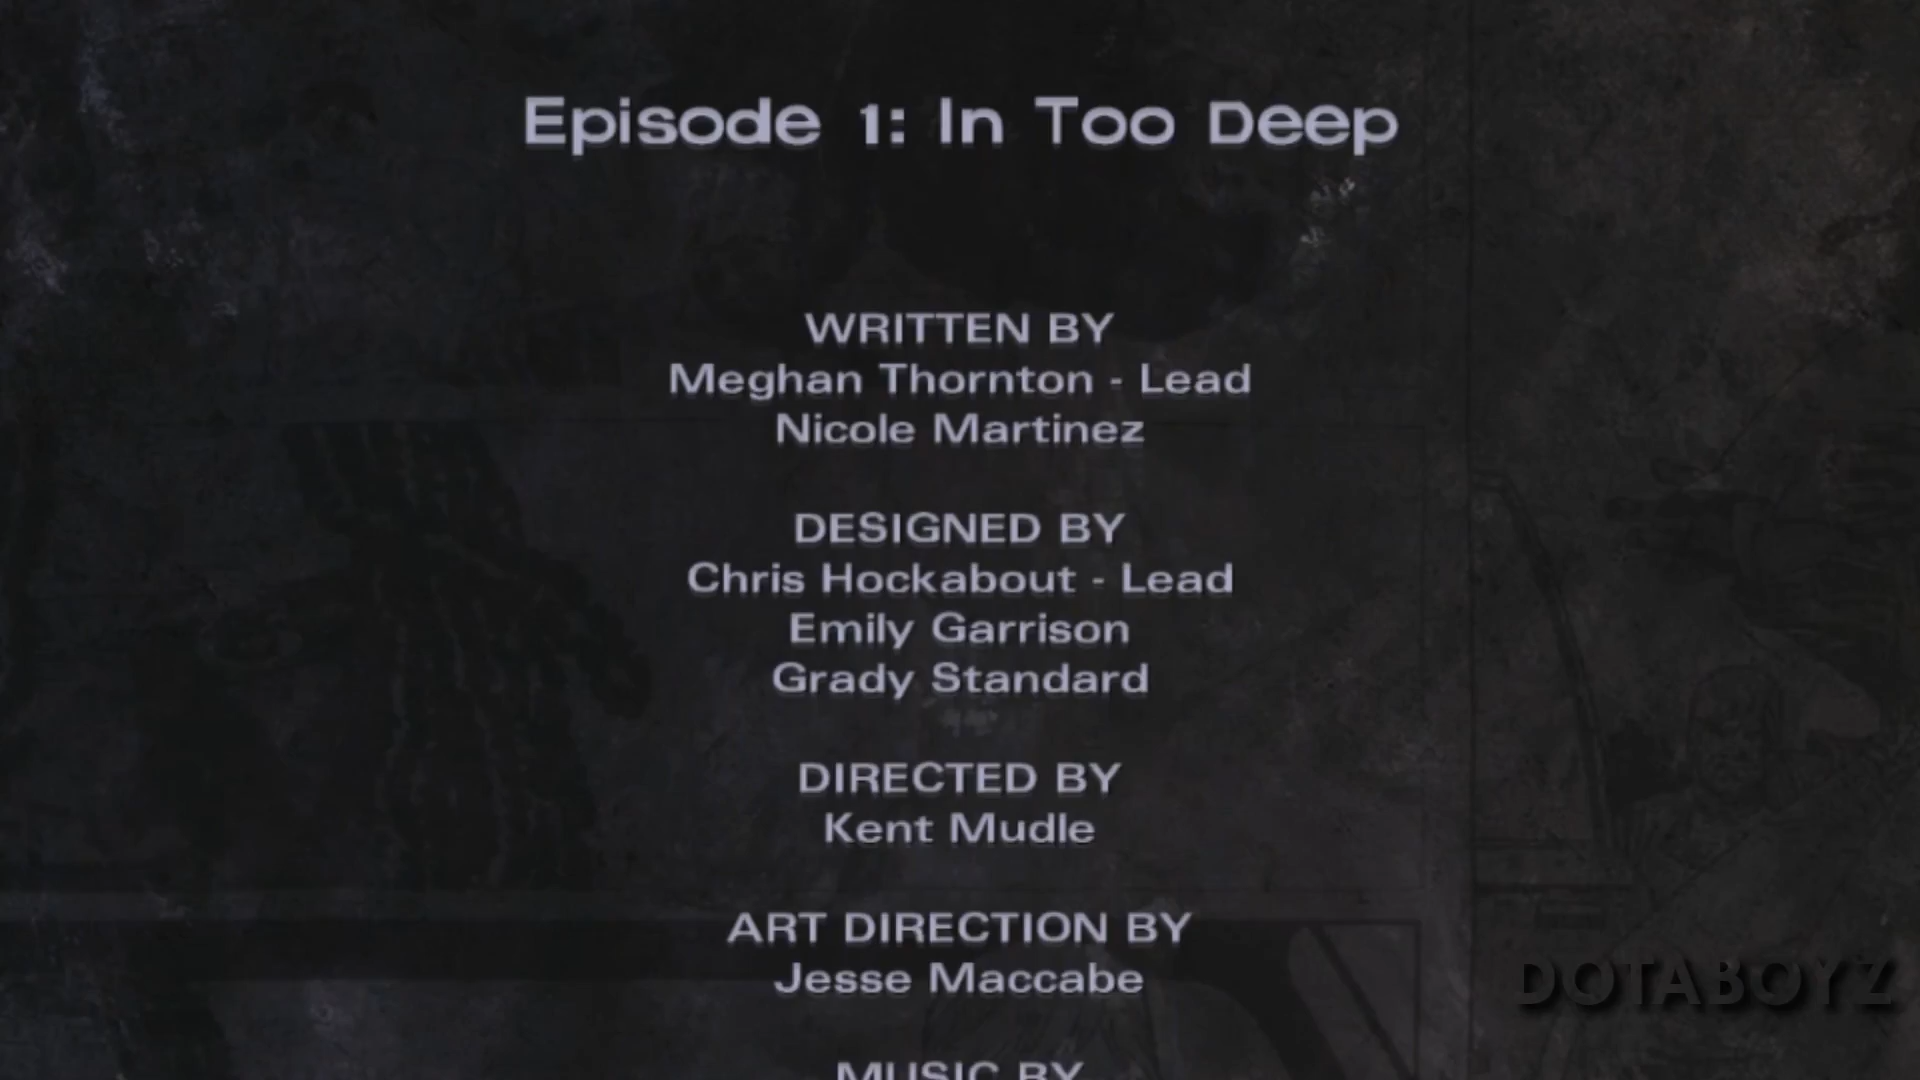 Episode 1: In Too Deep
WRITTEN BY
Meghan Thornton - Lead
Nicole Martinez
DESIGNED BY
Chris Hockabout - Lead
Emily Garrison
Grady Standard
DIRECTED BY
Kent Mudle
ART DIRECTION BY
Jesse Maccabe
DOTABOYZ
MUSIC BY